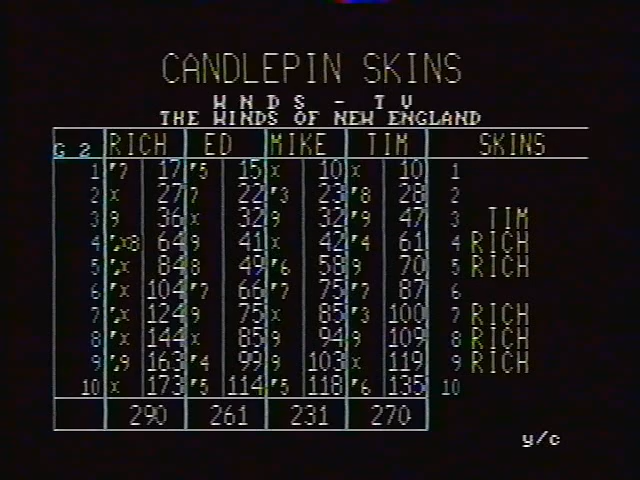 CANDLEPIN SKINS
WNDS - TV
THE WINDS OF NEW ENGLAND
G 2 RICH ED MIKE TIM SKINS
1 7 17 5 15 x 10 x 10 1
2 x 27 7 22 3 23 8 28 2
3 9 36 x 32 9 32 9 47 3 TIM
4 x8 64 9 41 x 42 4 61 4 RICH
5 x 84 8 49 6 58 9 70 5 RICH
6 x 104 7 66 7 75 7 87 6
7 x 124 9 75 x 85 3 100 7 RICH
8 x 144 x 85 9 94 9 109 8 RICH
9 9 163 4 99 9 103 x 119 9 RICH
10 x 173 5 114 5 118 6 135 10
290 261 231 270
y/c